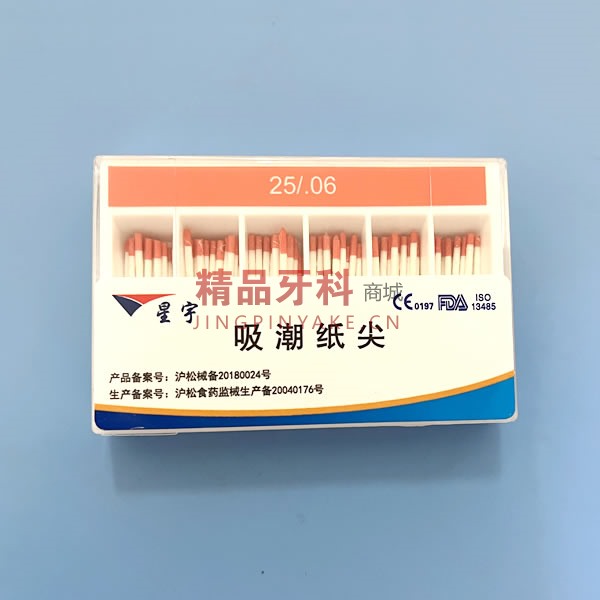 25/.06
星宇
精品牙科 商城
JINGPINYAKE.CN
CE 0197 FDA ISO 13485
吸潮纸尖
产品备案号：沪松械备20180024号
生产备案号：沪松食药监械生产备20040176号